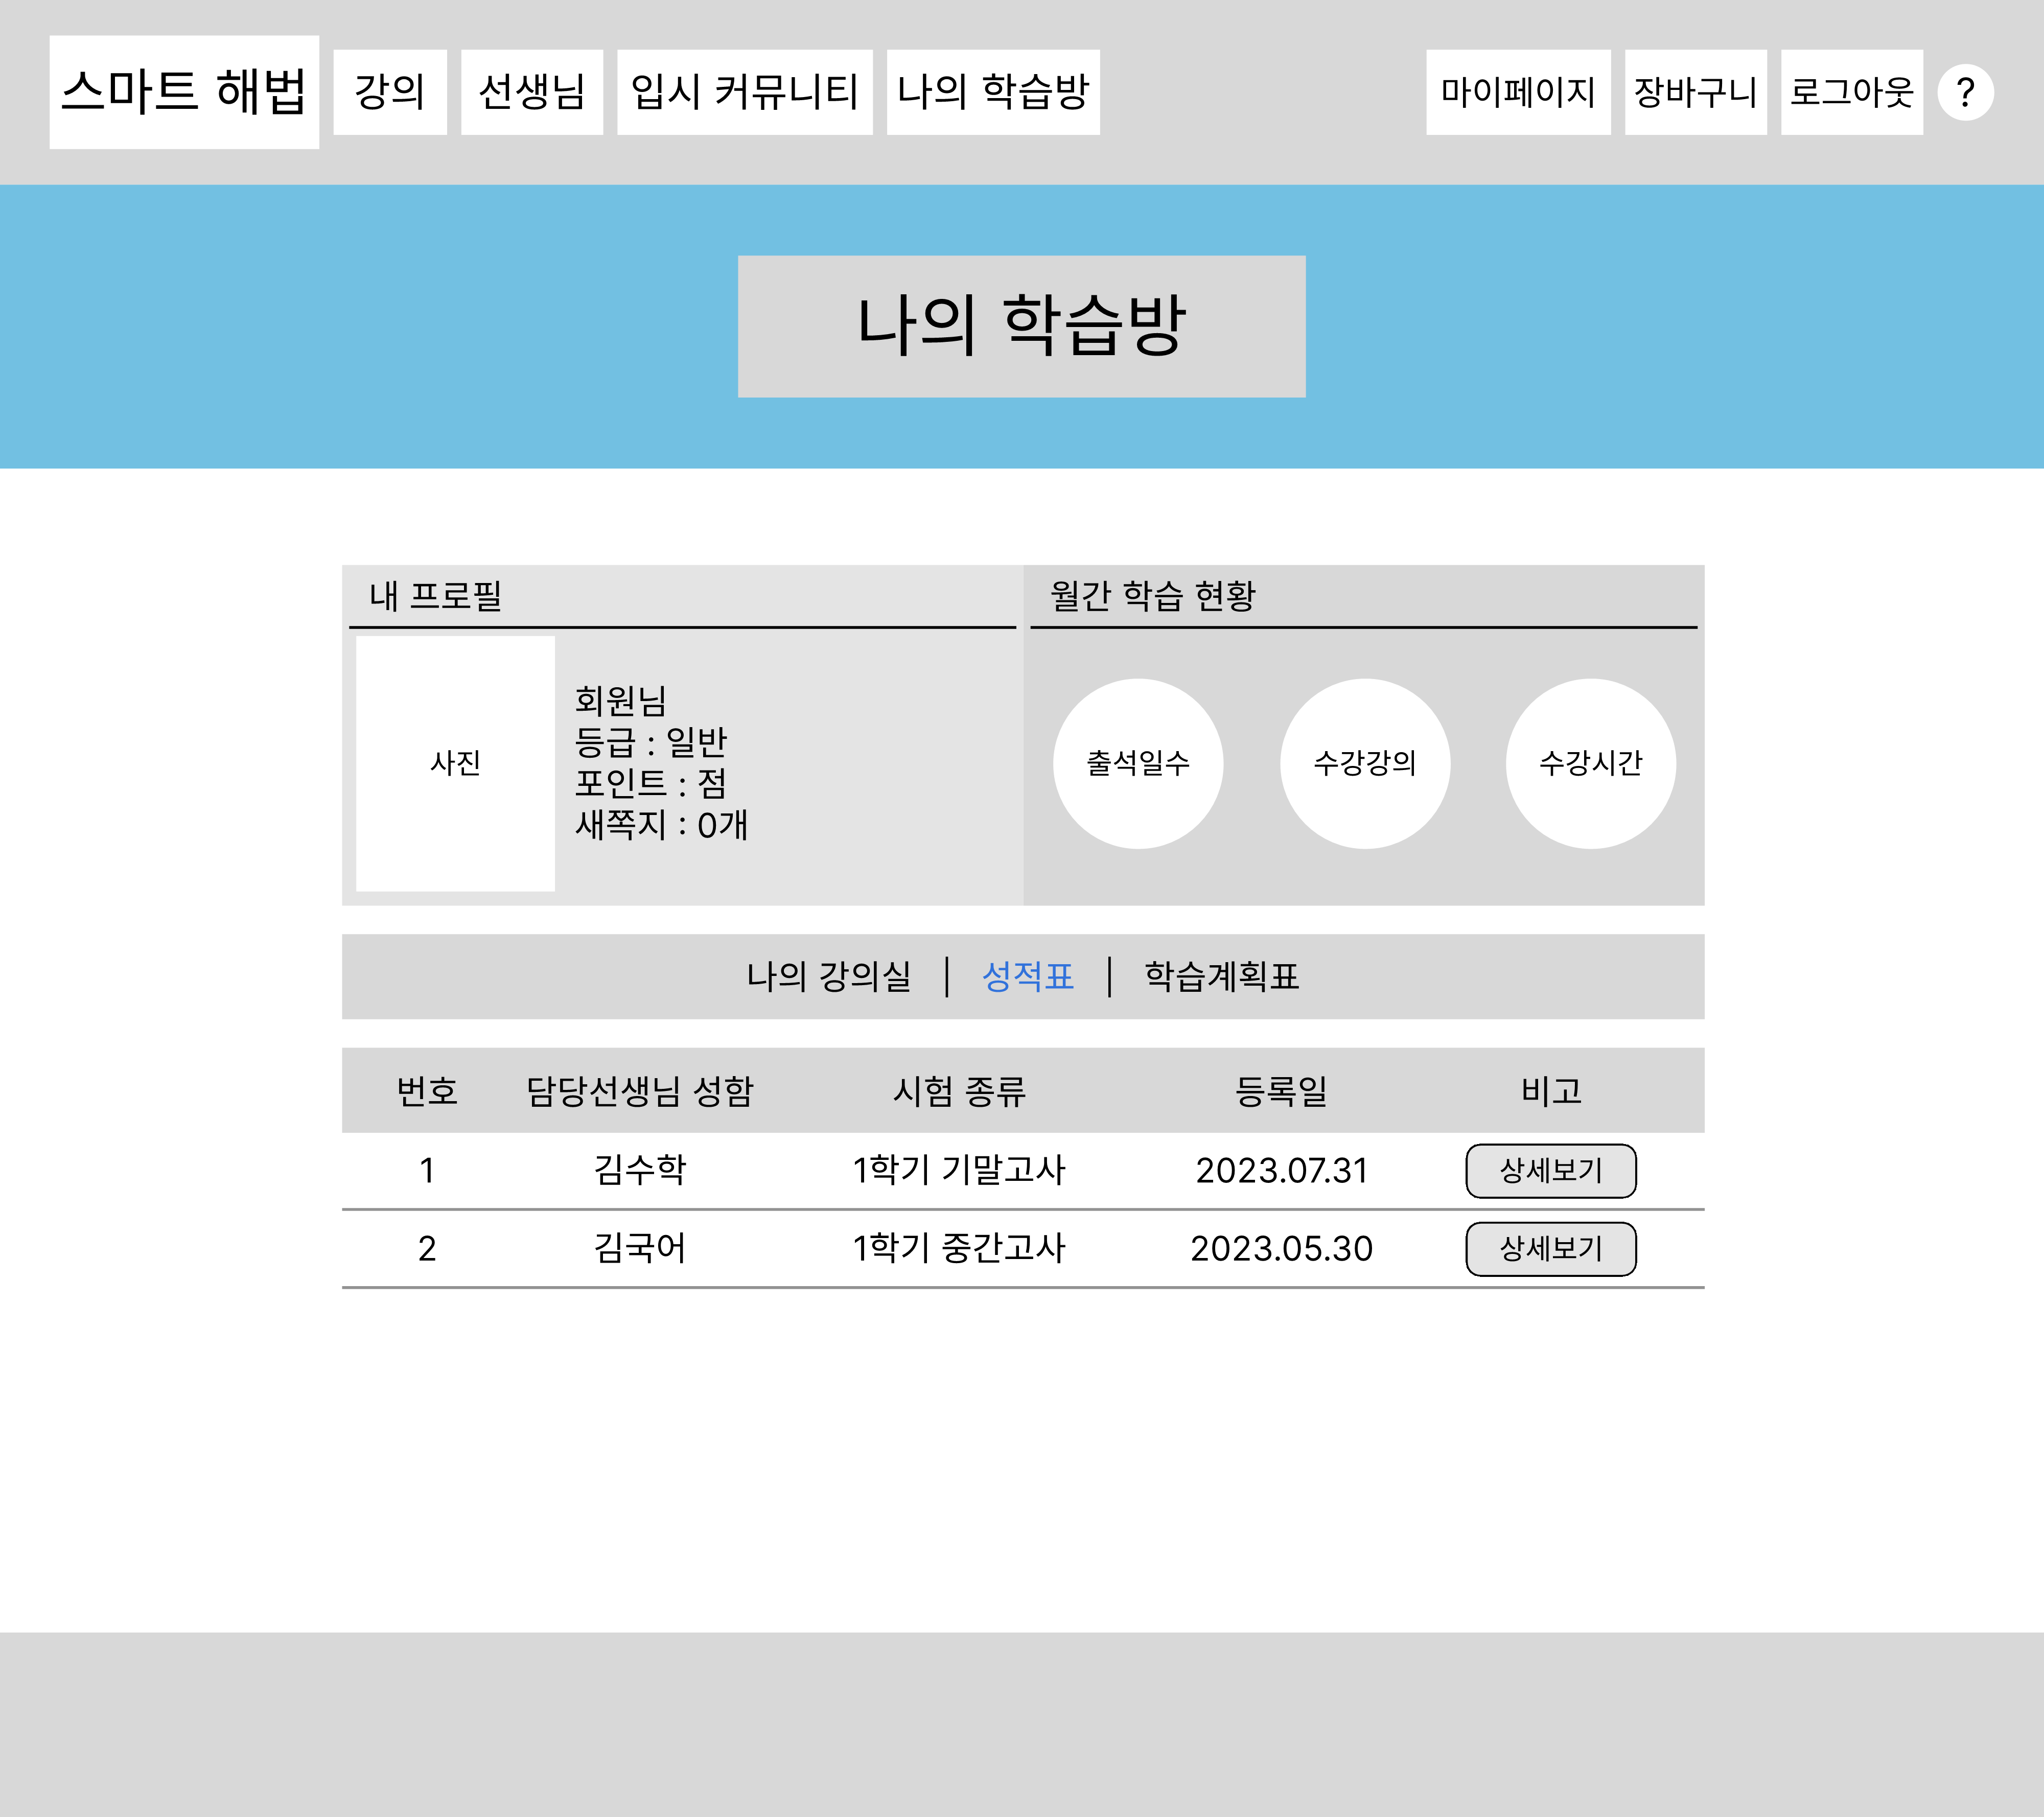 스마트 해법 강의 선생님 입시 커뮤니티 나의 학습방 마이페이지 장바구니 로그아웃 ?
나의 학습방
내 프로필
사진
회원님
등급 : 일반
포인트 : 점
새쪽지 : 0개
월간 학습 현황
출석일수 수강강의 수강시간
나의 강의실 | 성적표 | 학습계획표
번호 담당선생님 성함 시험 종류 등록일 비고
1 김수학 1학기 기말고사 2023.07.31 상세보기
2 김국어 1학기 중간고사 2023.05.30 상세보기